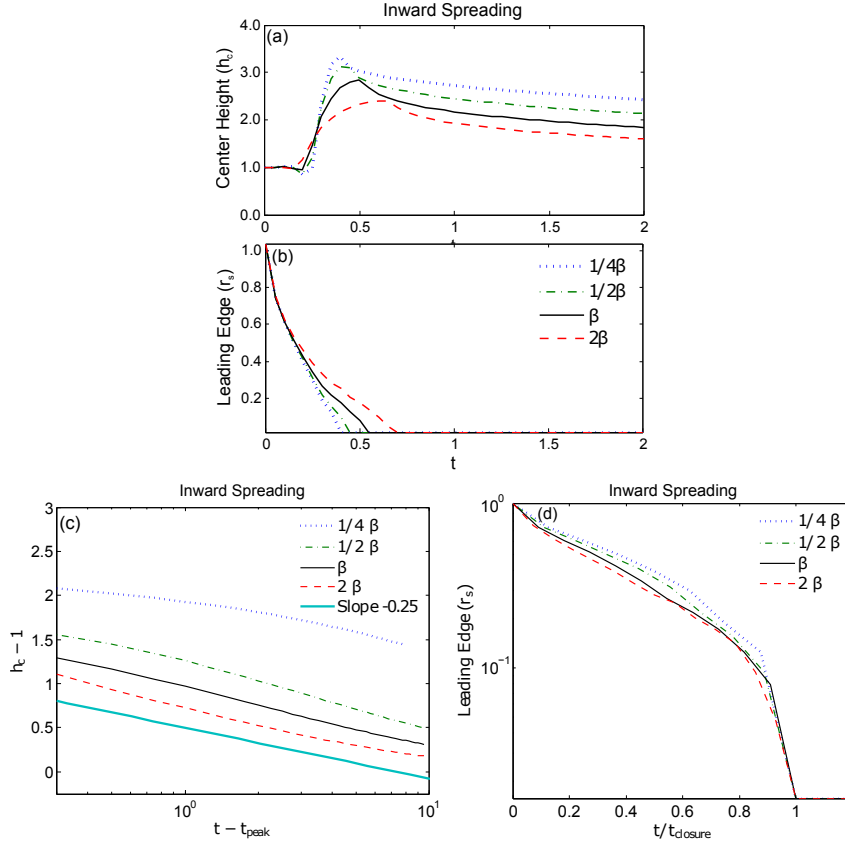 Inward Spreading
(a)
Center Height (h_c)
4.0
3.0
2.0
1.0
0.0
0 0.5 1 1.5 2
(b)
Leading Edge (r_s)
1.0
0.8
0.6
0.4
0.2
1/4β
1/2β
β
2β
0 0.5 1 1.5 2
t
Inward Spreading
(c)
h_c − 1
3
2.5
2
1.5
1
0.5
0
1/4 β
1/2 β
β
2 β
Slope -0.25
10^0 10^1
t − t_peak
Inward Spreading
(d)
Leading Edge (r_s)
10^0
10^-1
1/4 β
1/2 β
β
2 β
0 0.2 0.4 0.6 0.8 1
t/t_closure